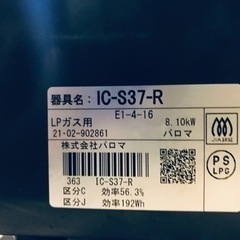 器具名: IC-S37-R
E1-4-16
LPガス用 8.10kW
21-02-902861 パロマ
株式会社パロマ
JIA認証
PS
LPG
363 IC-S37-R
区分C 効率56.3%
区分J 効率192Wh